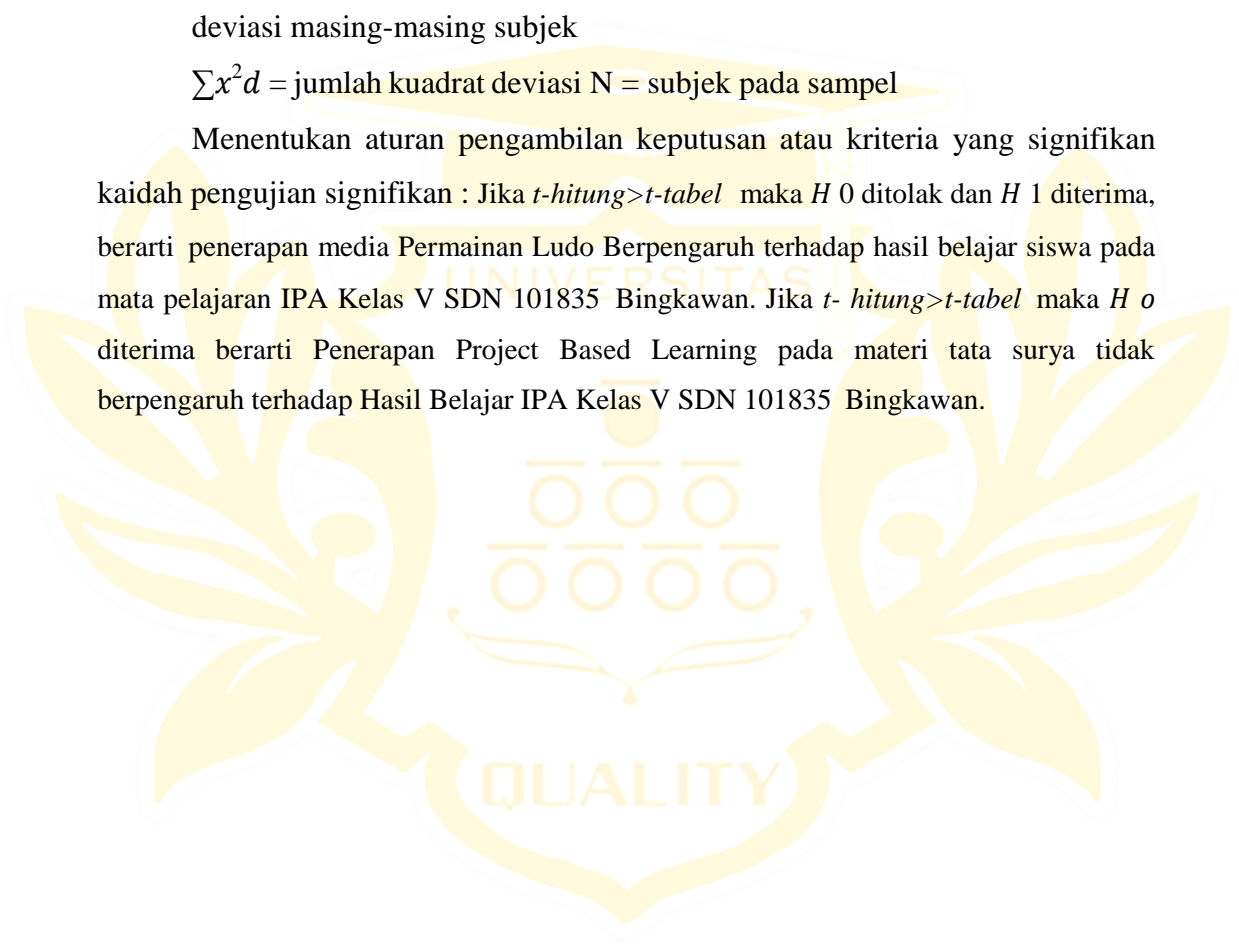 deviasi masing-masing subjek
∑x²d = jumlah kuadrat deviasi N = subjek pada sampel
Menentukan aturan pengambilan keputusan atau kriteria yang signifikan
kaidah pengujian signifikan : Jika t-hitung>t-tabel maka H 0 ditolak dan H 1 diterima,
berarti penerapan media Permainan Ludo Berpengaruh terhadap hasil belajar siswa pada
UNIVERSITAS
mata pelajaran IPA Kelas V SDN 101835 Bingkawan. Jika t- hitung>t-tabel maka H o
diterima berarti Penerapan Project Based Learning pada materi tata surya tidak
berpengaruh terhadap Hasil Belajar IPA Kelas V SDN 101835 Bingkawan.
QUALITY